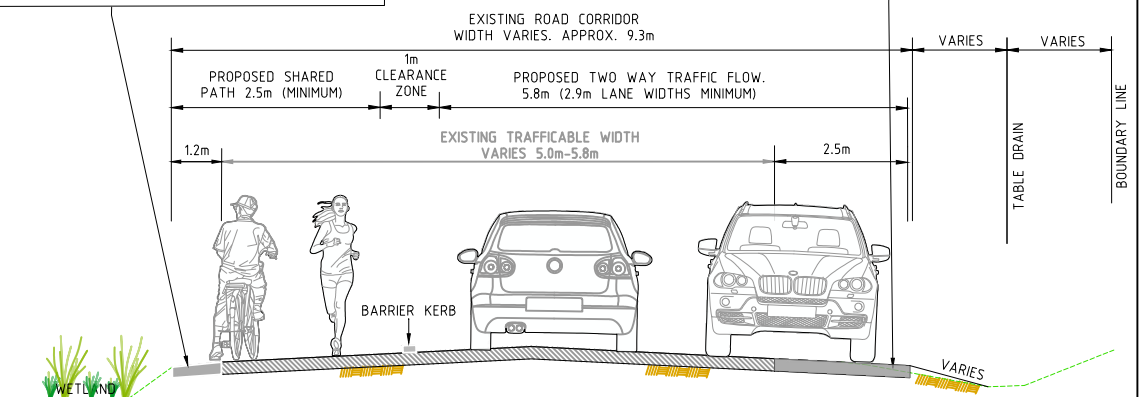 EXISTING ROAD CORRIDOR
WIDTH VARIES. APPROX. 9.3m
VARIES
VARIES
PROPOSED SHARED
PATH 2.5m (MINIMUM)
1m
CLEARANCE
ZONE
PROPOSED TWO WAY TRAFFIC FLOW.
5.8m (2.9m LANE WIDTHS MINIMUM)
EXISTING TRAFFICABLE WIDTH
VARIES 5.0m-5.8m
1.2m
2.5m
TABLE DRAIN
BOUNDARY LINE
BARRIER KERB
WETLAND
VARIES